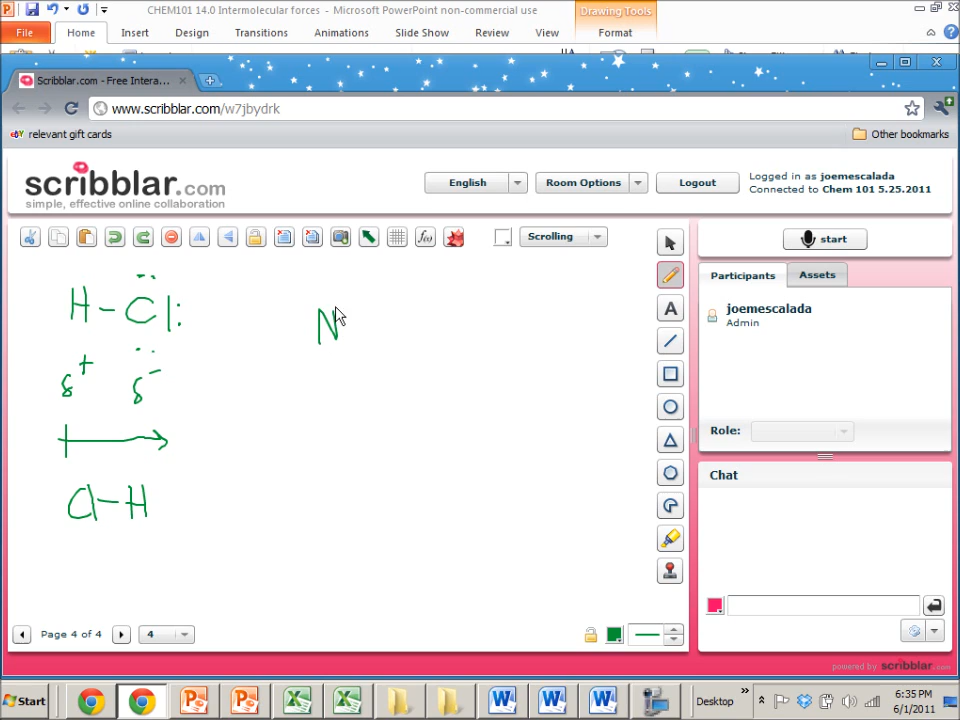 CHEM101 14.0 Intermolecular forces - Microsoft PowerPoint non-commercial use
Drawing Tools
File Home Insert Design Transitions Animations Slide Show Review View Format
Scribblar.com - Free Intera...
www.scribblar.com/w7jbydrk
ebY relevant gift cards
Other bookmarks
scribblar.com
simple, effective online collaboration
English
Room Options
Logout
Logged in as joemescalada
Connected to Chem 101 5.25.2011
f(x)
Scrolling
start
Participants Assets
joemescalada
Admin
Role:
Chat
A
H – Cl:
δ+ δ−
Cl–H
N
Page 4 of 4
4
powered by scribblar.com
Start
Desktop
6:35 PM
6/1/2011